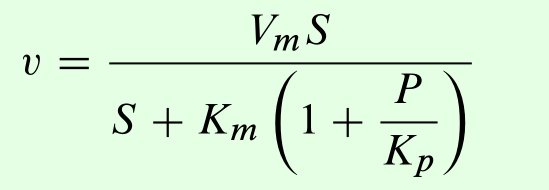 v = \frac{V_m S}{S + K_m \left(1 + \frac{P}{K_p}\right)}